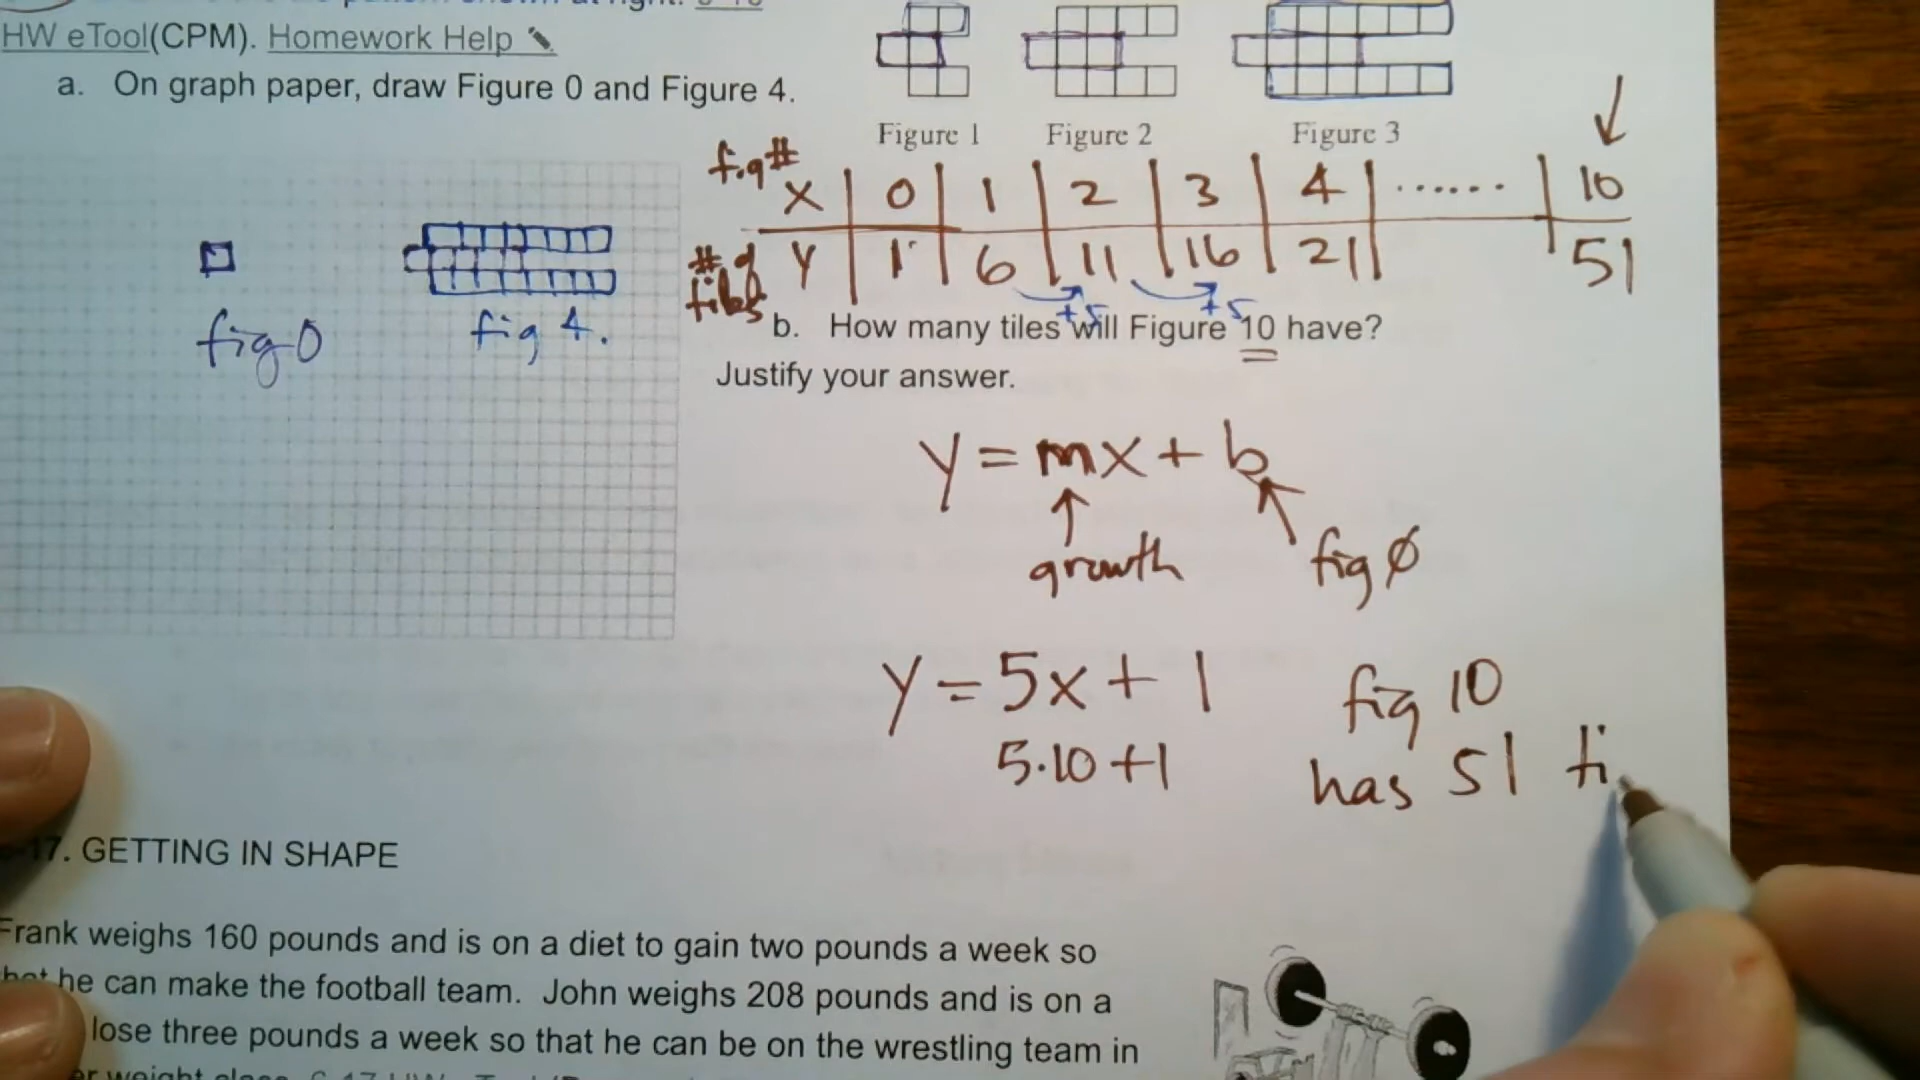 HW eTool(CPM). Homework Help
a. On graph paper, draw Figure 0 and Figure 4.
Figure 1 Figure 2 Figure 3
fig#
X 0 1 2 3 4 ...... 10
# of tiles Y 1 6 11 16 21 51
+5 +5
fig 0 fig 4.
b. How many tiles will Figure 10 have?
Justify your answer.
y = mx + b
growth fig Ø
y = 5x + 1 fig 10
5·10 +1 has 51 ti
17. GETTING IN SHAPE
Frank weighs 160 pounds and is on a diet to gain two pounds a week so
he can make the football team. John weighs 208 pounds and is on a
lose three pounds a week so that he can be on the wrestling team in